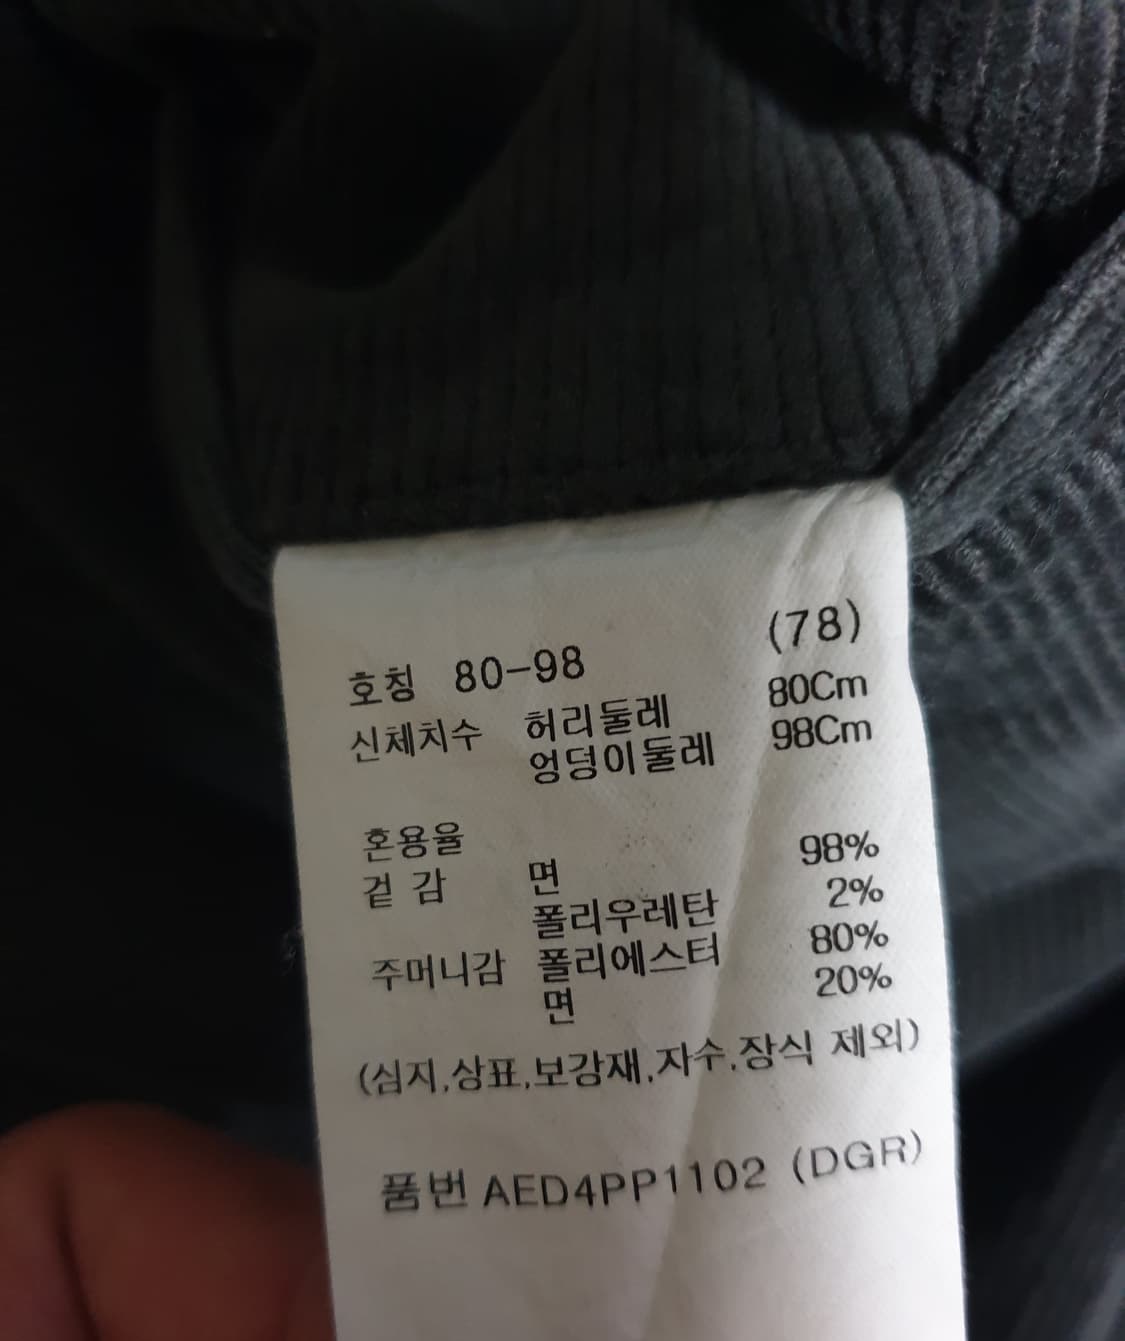 (78)
호칭 80-98
신체치수 허리둘레 80Cm
엉덩이둘레 98Cm
혼용율
겉 감 면 98%
폴리우레탄 2%
주머니감 폴리에스터 80%
면 20%
(심지,상표,보강재,자수,장식 제외)
품번 AED4PP1102 (DGR)